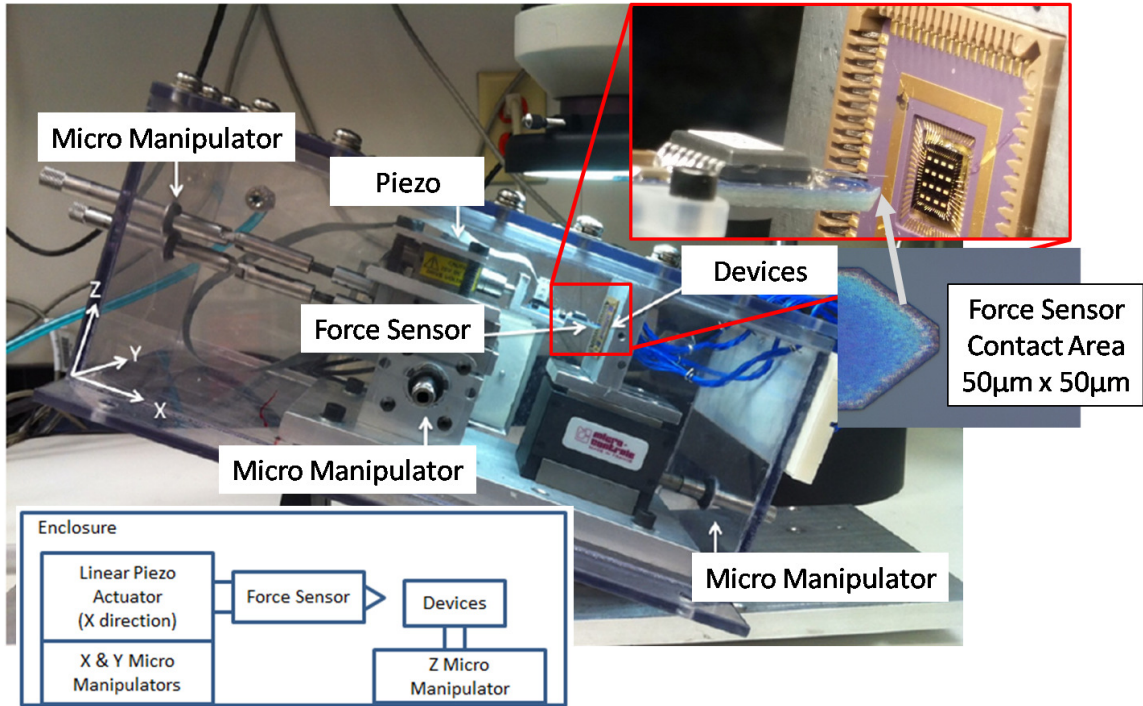 Micro Manipulator
Piezo
Devices
Force Sensor
Force Sensor
Contact Area
50µm x 50µm
Z
Y
X
Micro Manipulator
Micro Manipulator
micro-
controle
Enclosure
Linear Piezo
Actuator
(X direction)
Force Sensor
Devices
X & Y Micro
Manipulators
Z Micro
Manipulator